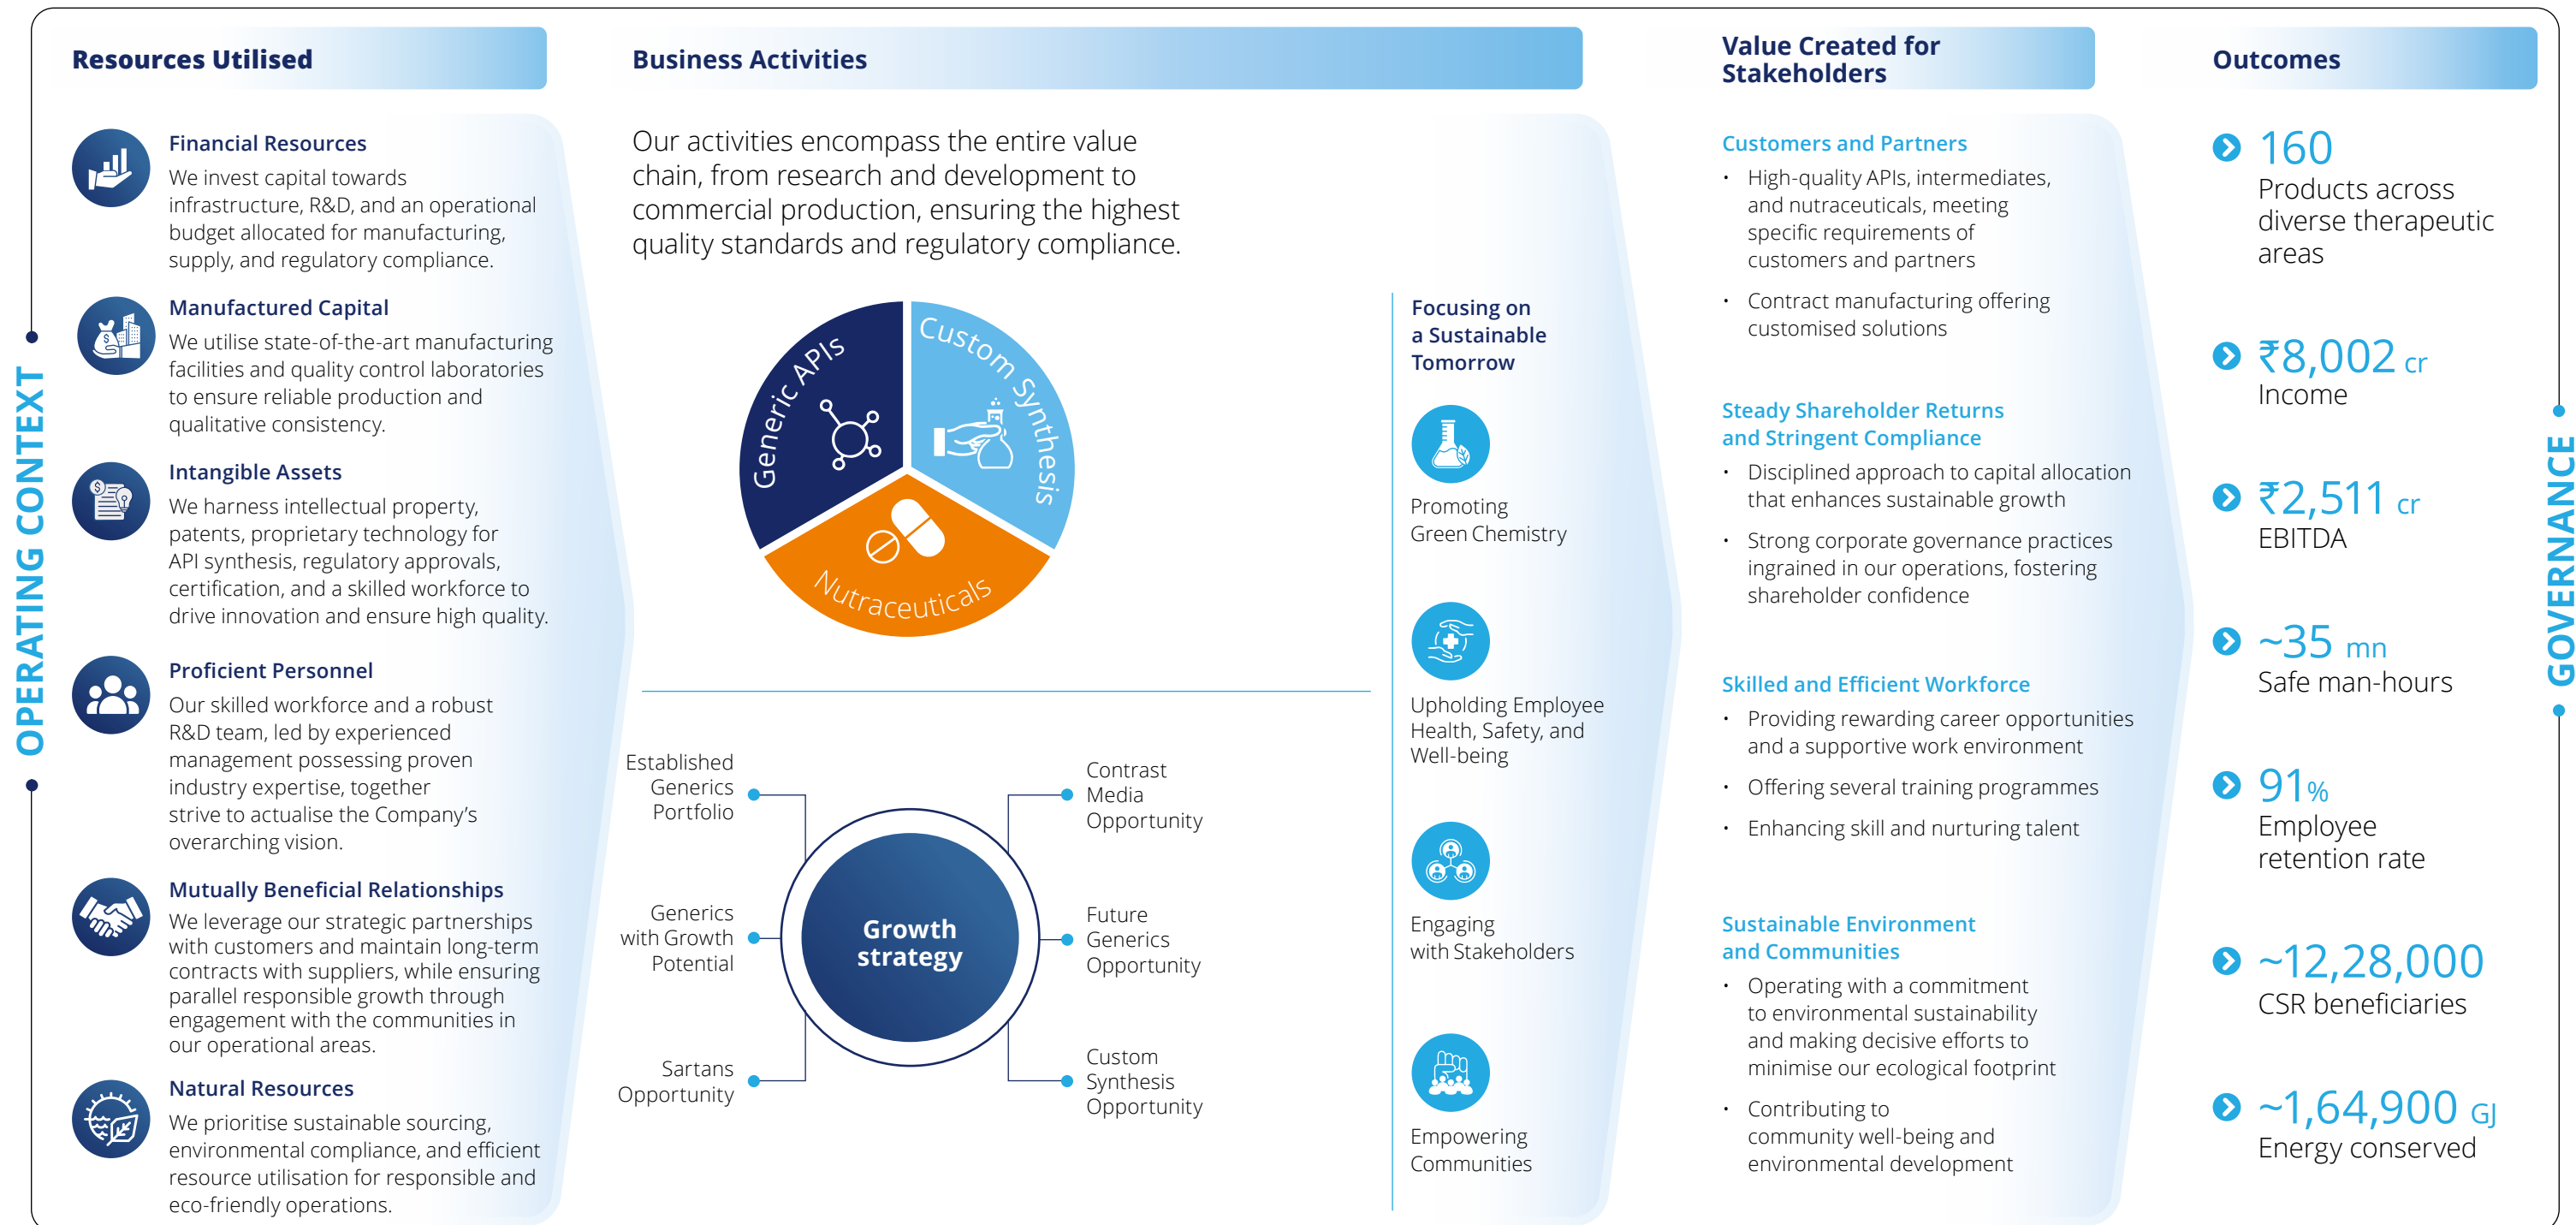 OPERATING CONTEXT
Resources Utilised
Financial Resources
We invest capital towards
infrastructure, R&D, and an operational
budget allocated for manufacturing,
supply, and regulatory compliance.
Manufactured Capital
We utilise state-of-the-art manufacturing
facilities and quality control laboratories
to ensure reliable production and
qualitative consistency.
Intangible Assets
We harness intellectual property,
patents, proprietary technology for
API synthesis, regulatory approvals,
certification, and a skilled workforce to
drive innovation and ensure high quality.
Proficient Personnel
Our skilled workforce and a robust
R&D team, led by experienced
management possessing proven
industry expertise, together
strive to actualise the Company's
overarching vision.
Mutually Beneficial Relationships
We leverage our strategic partnerships
with customers and maintain long-term
contracts with suppliers, while ensuring
parallel responsible growth through
engagement with the communities in
our operational areas.
Natural Resources
We prioritise sustainable sourcing,
environmental compliance, and efficient
resource utilisation for responsible and
eco-friendly operations.
Business Activities
Our activities encompass the entire value
chain, from research and development to
commercial production, ensuring the highest
quality standards and regulatory compliance.
Generic APIs
Custom Synthesis
Nutraceuticals
Established
Generics
Portfolio
Generics
with Growth
Potential
Sartans
Opportunity
Growth
strategy
Contrast
Media
Opportunity
Future
Generics
Opportunity
Custom
Synthesis
Opportunity
Focusing on
a Sustainable
Tomorrow
Promoting
Green Chemistry
Upholding Employee
Health, Safety, and
Well-being
Engaging
with Stakeholders
Empowering
Communities
Value Created for
Stakeholders
Customers and Partners
• High-quality APIs, intermediates,
and nutraceuticals, meeting
specific requirements of
customers and partners
• Contract manufacturing offering
customised solutions
Steady Shareholder Returns
and Stringent Compliance
• Disciplined approach to capital allocation
that enhances sustainable growth
• Strong corporate governance practices
ingrained in our operations, fostering
shareholder confidence
Skilled and Efficient Workforce
• Providing rewarding career opportunities
and a supportive work environment
• Offering several training programmes
• Enhancing skill and nurturing talent
Sustainable Environment
and Communities
• Operating with a commitment
to environmental sustainability
and making decisive efforts to
minimise our ecological footprint
• Contributing to
community well-being and
environmental development
Outcomes
160
Products across
diverse therapeutic
areas
₹8,002 cr
Income
₹2,511 cr
EBITDA
~35 mn
Safe man-hours
91%
Employee
retention rate
~12,28,000
CSR beneficiaries
~1,64,900 GJ
Energy conserved
GOVERNANCE